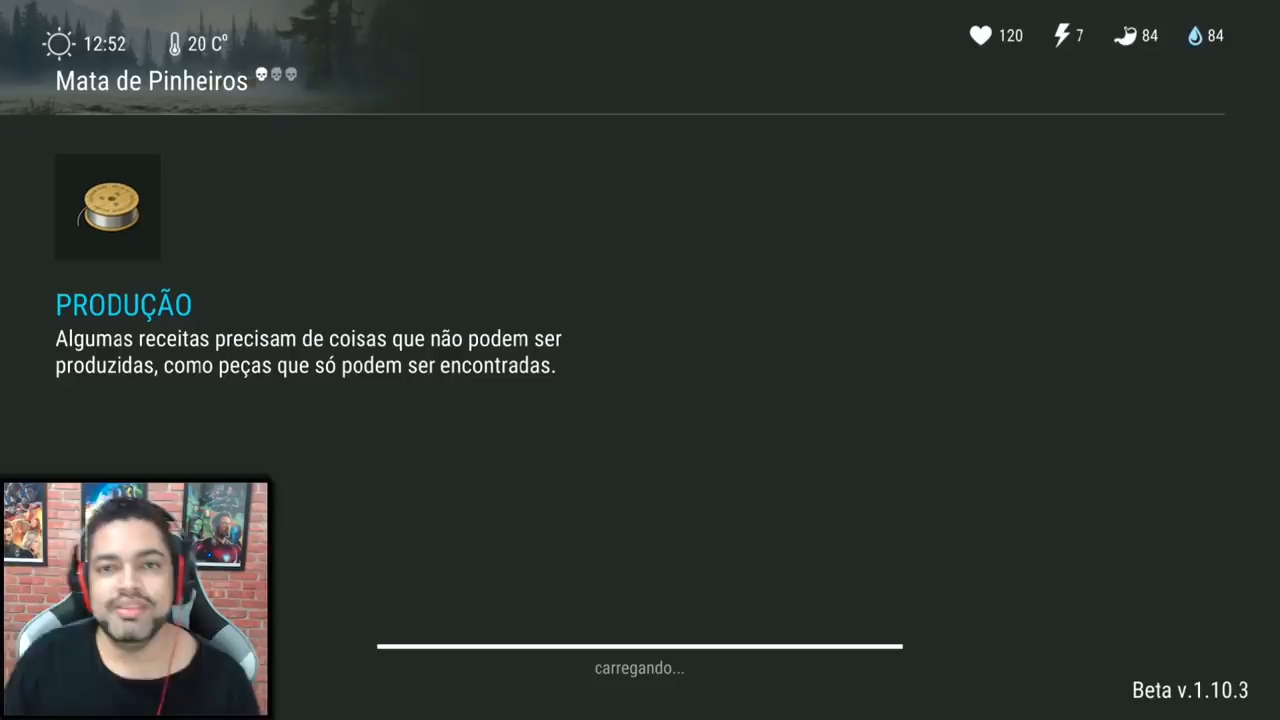 12:52
20 Cº
120
7
84
84
Mata de Pinheiros
PRODUÇÃO
Algumas receitas precisam de coisas que não podem ser
produzidas, como peças que só podem ser encontradas.
carregando...
Beta v.1.10.3